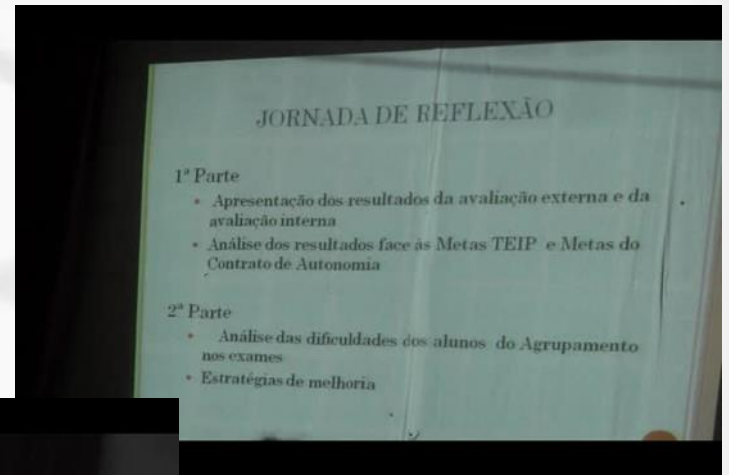 JORNADA DE REFLEXÃO
1ª Parte
• Apresentação dos resultados da avaliação externa e da
avaliação interna
• Análise dos resultados face às Metas TEIP e Metas do
Contrato de Autonomia
2ª Parte
• Análise das dificuldades dos alunos do Agrupamento
nos exames
• Estratégias de melhoria